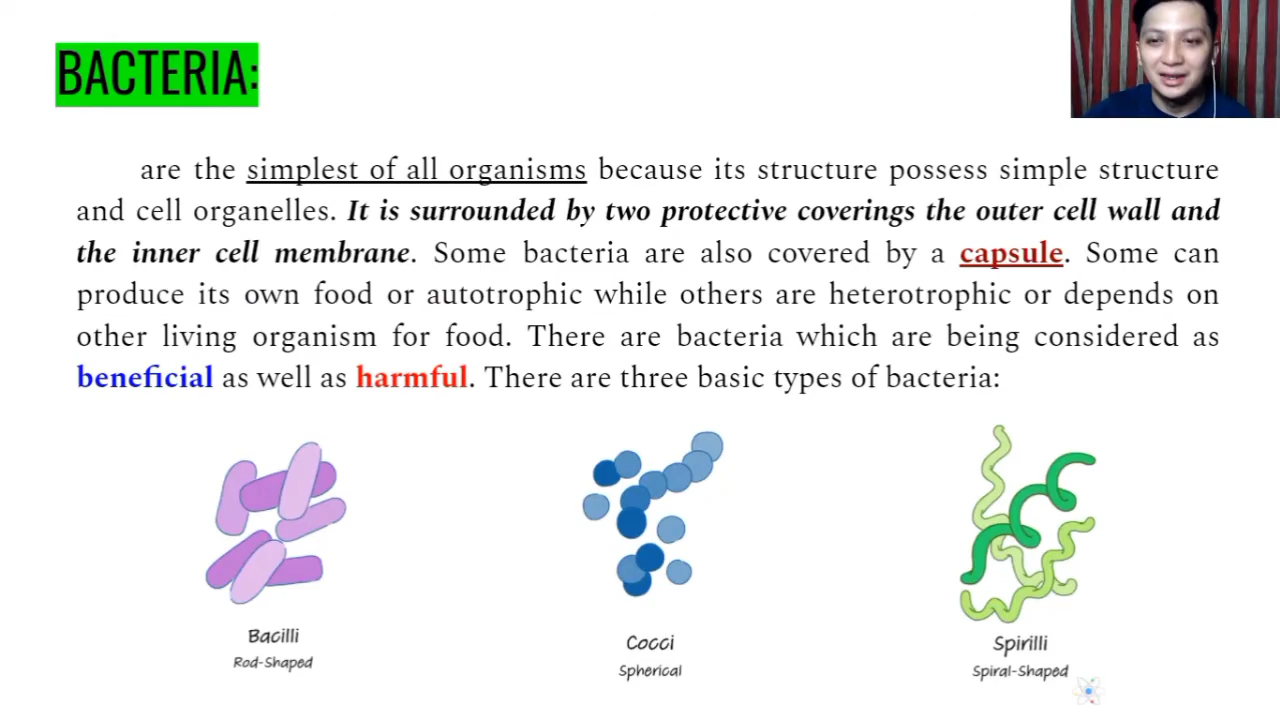 BACTERIA:
are the simplest of all organisms because its structure possess simple structure
and cell organelles. It is surrounded by two protective coverings the outer cell wall and
the inner cell membrane. Some bacteria are also covered by a capsule. Some can
produce its own food or autotrophic while others are heterotrophic or depends on
other living organism for food. There are bacteria which are being considered as
beneficial as well as harmful. There are three basic types of bacteria:
Bacilli
Rod-Shaped
Cocci
Spherical
Spirilli
Spiral-Shaped